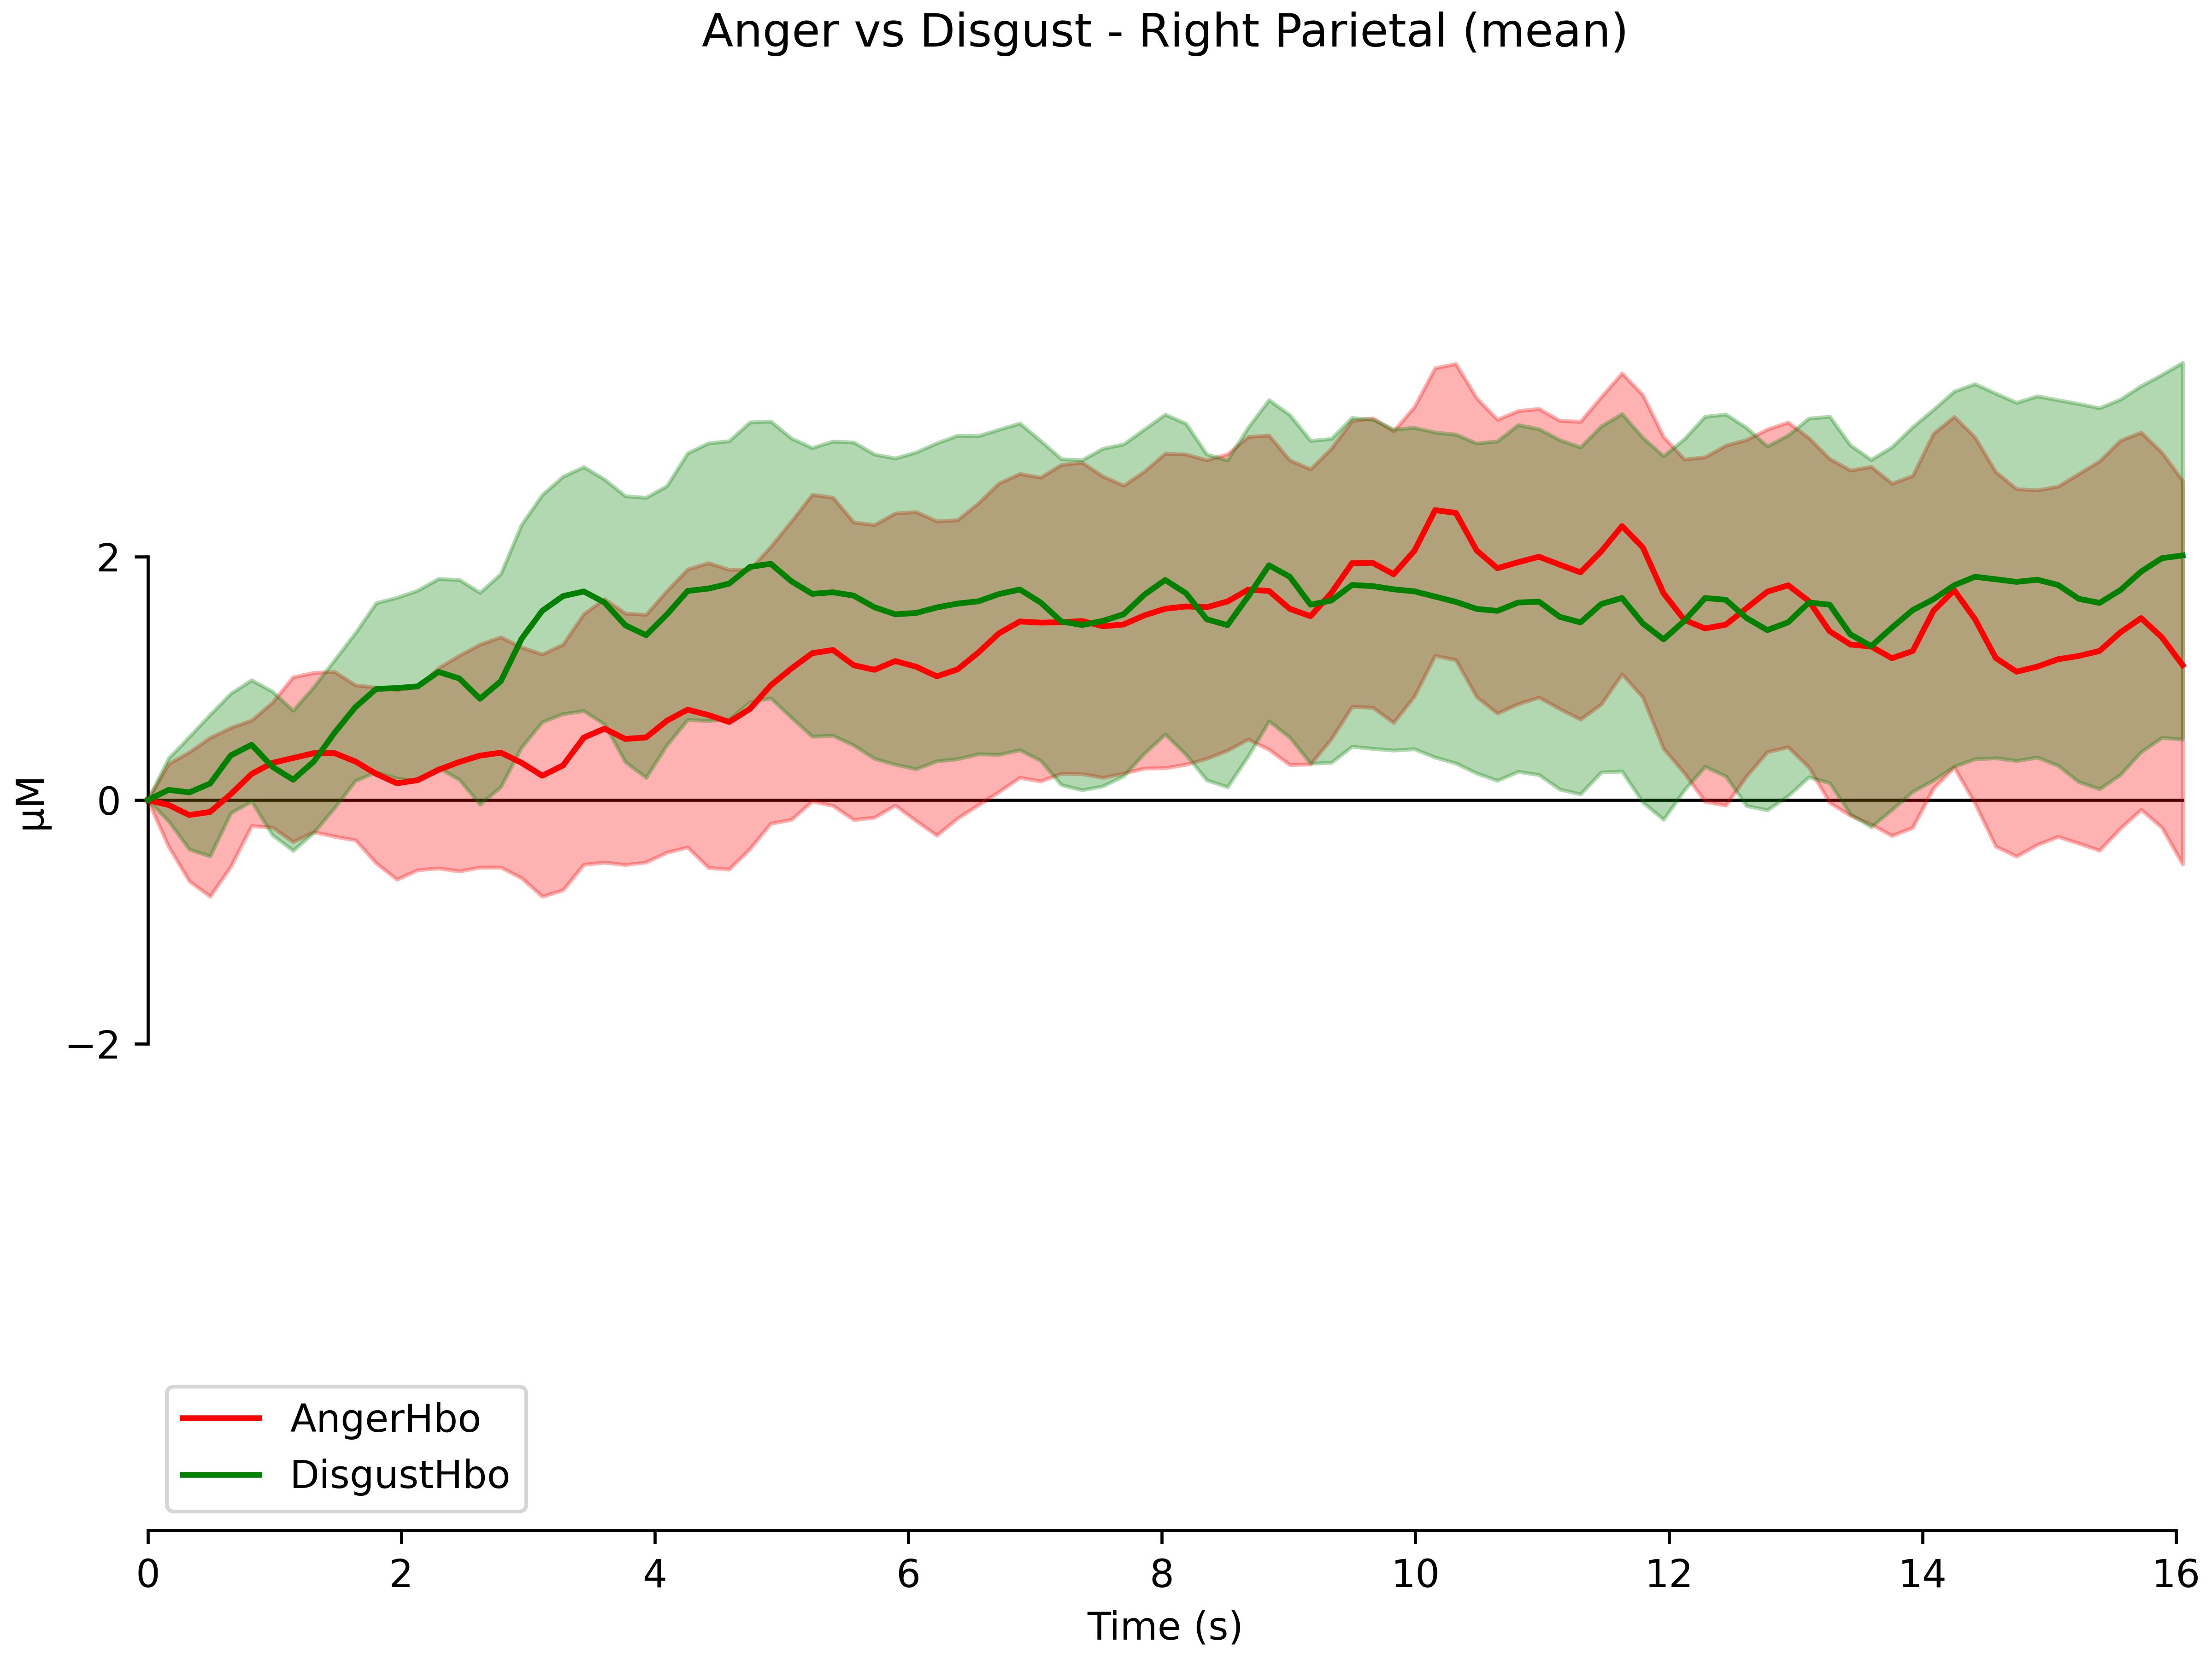 Anger vs Disgust - Right Parietal (mean)
µM
2
0
−2
AngerHbo
DisgustHbo
0 2 4 6 8 10 12 14 16
Time (s)